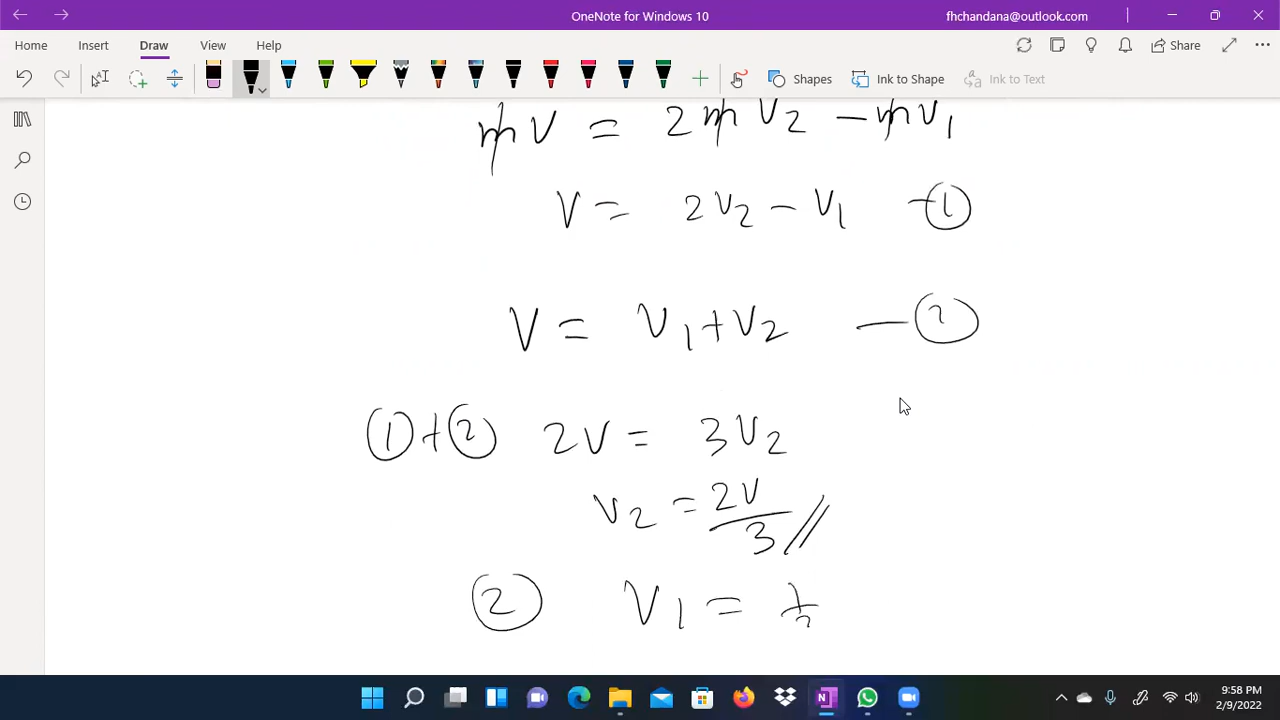 OneNote for Windows 10
fhchandana@outlook.com
Home Insert Draw View Help
Share
Shapes Ink to Shape Ink to Text
mv = 2mv2 - mv1
V = 2V2 - V1 -①
V = V1+V2 -②
①+② 2V = 3V2
V2 = 2V/3 //
② V1 =
9:58 PM
2/9/2022